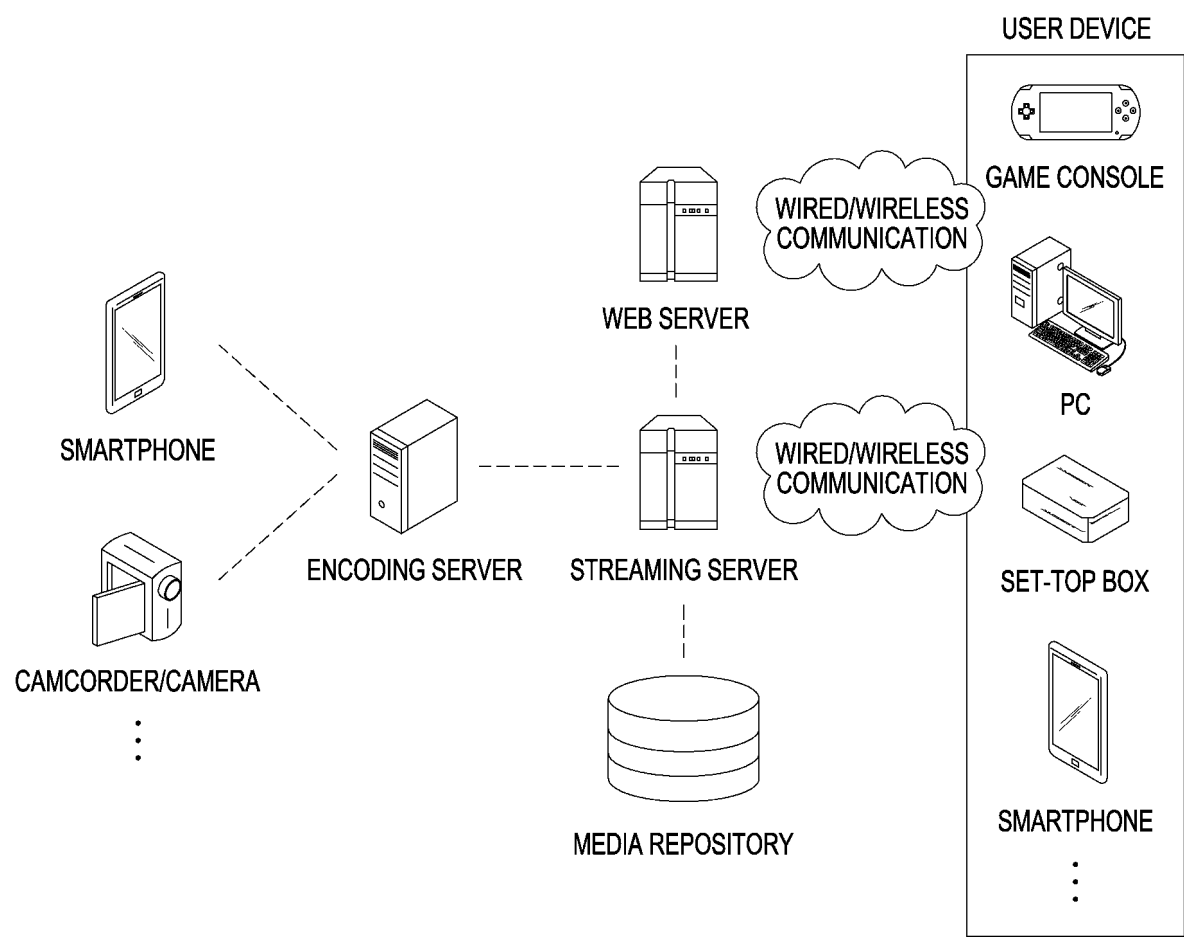 USER DEVICE
GAME CONSOLE
WIRED/WIRELESS
COMMUNICATION
WEB SERVER
PC
SMARTPHONE
WIRED/WIRELESS
COMMUNICATION
ENCODING SERVER
STREAMING SERVER
SET-TOP BOX
CAMCORDER/CAMERA
MEDIA REPOSITORY
SMARTPHONE